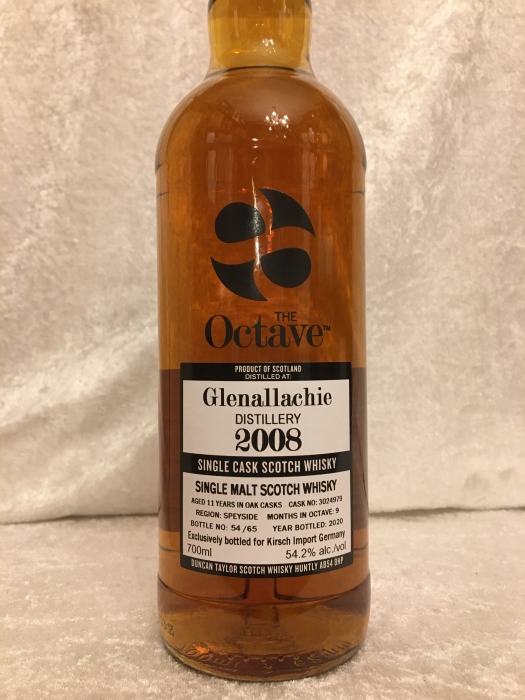 THE
Octave™
PRODUCT OF SCOTLAND
DISTILLED AT:
Glenallachie
DISTILLERY
2008
SINGLE CASK SCOTCH WHISKY
SINGLE MALT SCOTCH WHISKY
AGED 11 YEARS IN OAK CASKS CASK NO: 3024979
REGION: SPEYSIDE MONTHS IN OCTAVE: 9
BOTTLE NO: 54/65 YEAR BOTTLED: 2020
Exclusively bottled for Kirsch Import Germany
700ml 54.2% alc./vol
DUNCAN TAYLOR SCOTCH WHISKY HUNTLY AB54 8HP